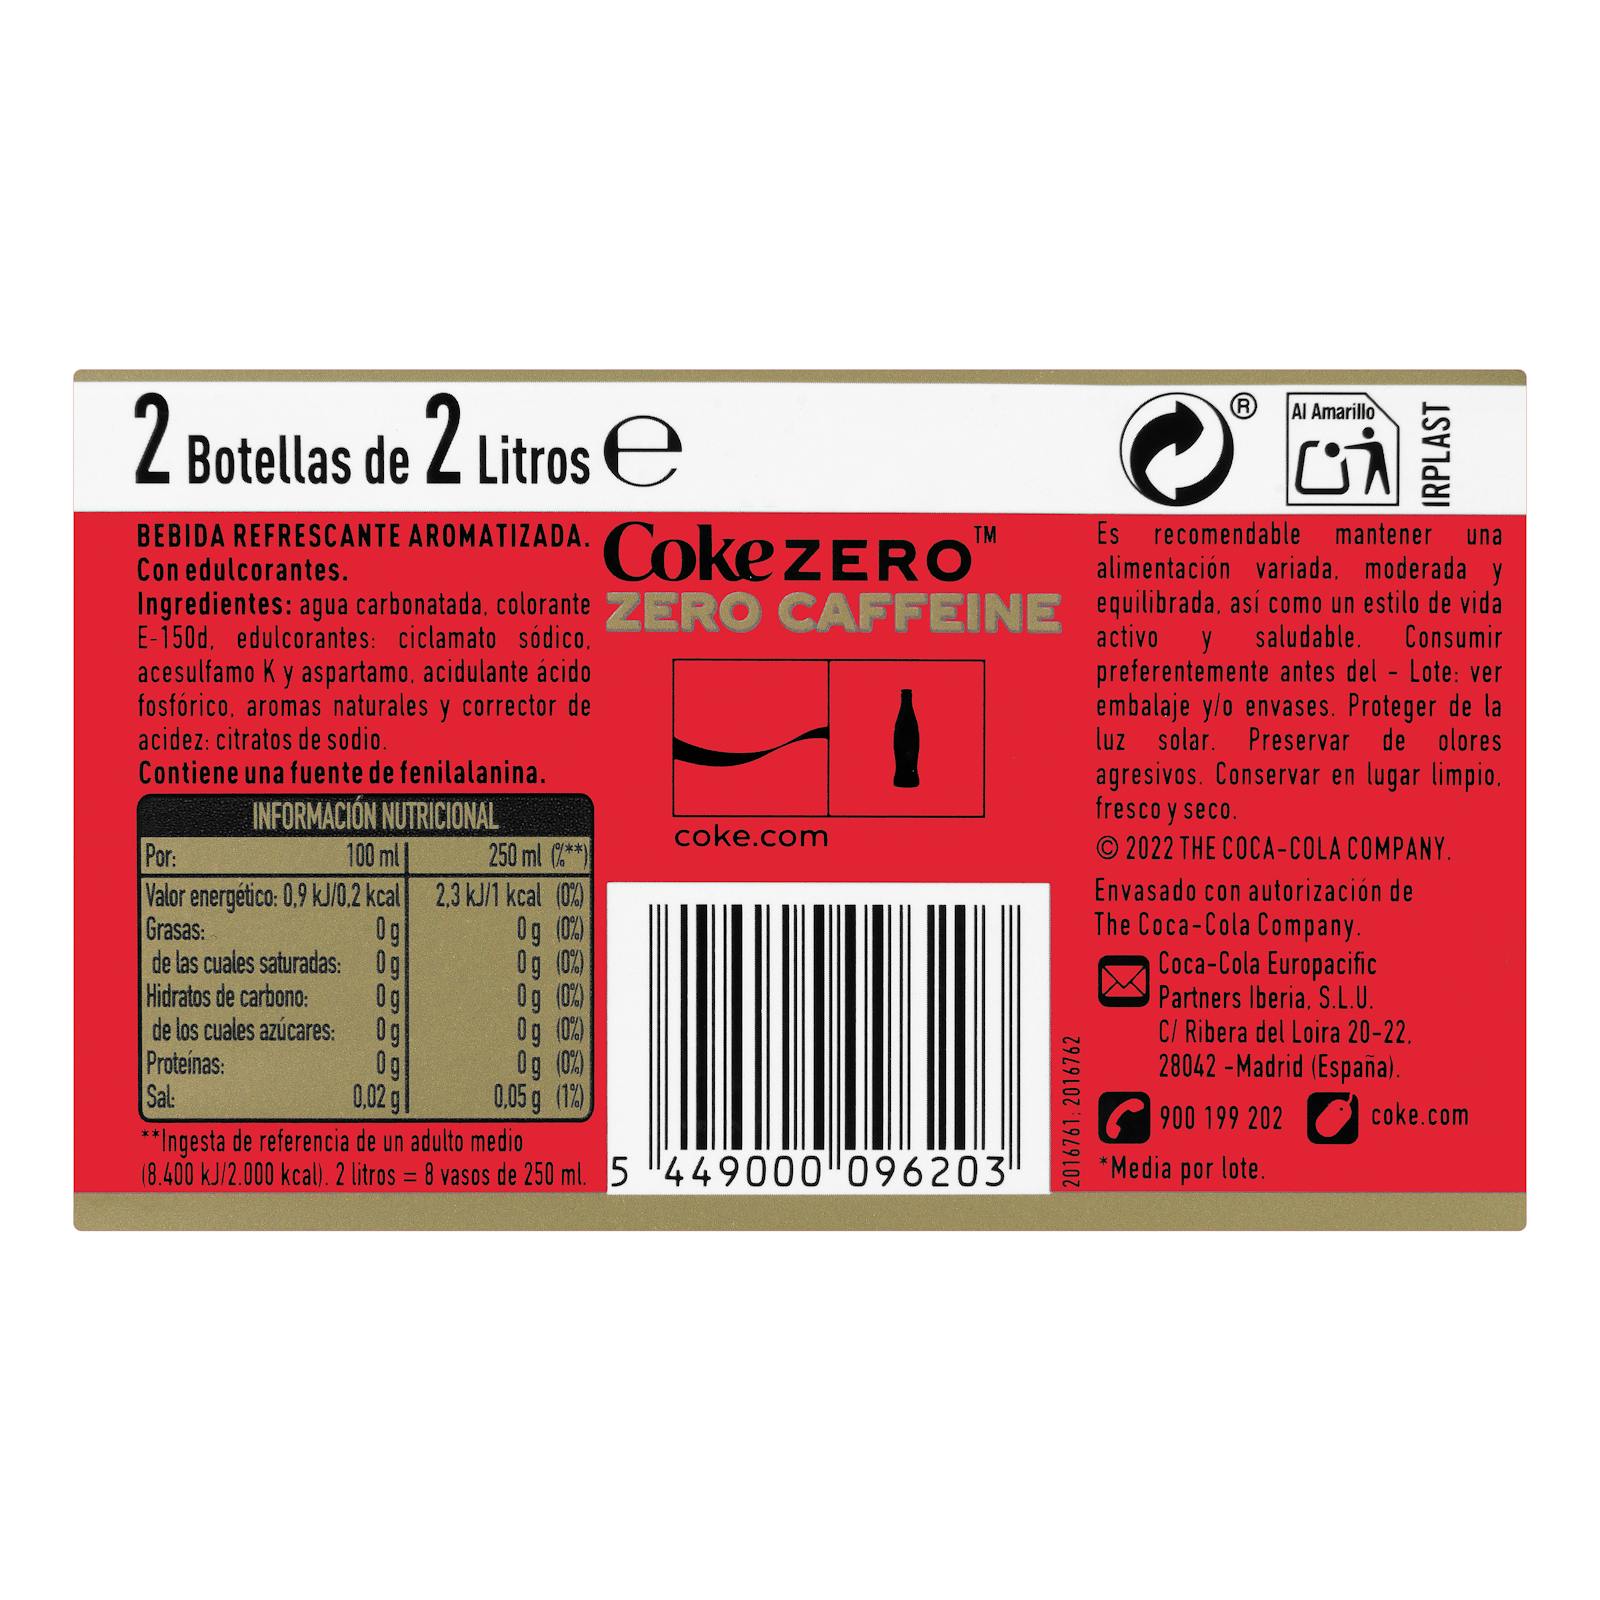 2 Botellas de 2 Litros ℮
®
Al Amarillo
IRPLAST
BEBIDA REFRESCANTE AROMATIZADA.
Con edulcorantes.
Ingredientes: agua carbonatada, colorante
E-150d, edulcorantes: ciclamato sódico,
acesulfamo K y aspartamo, acidulante ácido
fosfórico, aromas naturales y corrector de
acidez: citratos de sodio.
Contiene una fuente de fenilalanina.
INFORMACIÓN NUTRICIONAL
Por: 100 ml 250 ml (%**)
Valor energético: 0,9 kJ/0,2 kcal 2,3 kJ/1 kcal (0%)
Grasas: 0 g 0 g (0%)
de las cuales saturadas: 0 g 0 g (0%)
Hidratos de carbono: 0 g 0 g (0%)
de los cuales azúcares: 0 g 0 g (0%)
Proteínas: 0 g 0 g (0%)
Sal: 0,02 g 0,05 g (1%)
**Ingesta de referencia de un adulto medio
(8.400 kJ/2.000 kcal). 2 litros = 8 vasos de 250 ml.
Coke ZERO™
ZERO CAFFEINE
coke.com
5 449000 096203
2016761; 2016762
Es recomendable mantener una
alimentación variada, moderada y
equilibrada, así como un estilo de vida
activo y saludable. Consumir
preferentemente antes del - Lote: ver
embalaje y/o envases. Proteger de la
luz solar. Preservar de olores
agresivos. Conservar en lugar limpio,
fresco y seco.
© 2022 THE COCA-COLA COMPANY.
Envasado con autorización de
The Coca-Cola Company.
Coca-Cola Europacific
Partners Iberia, S.L.U.
C/ Ribera del Loira 20-22,
28042 -Madrid (España).
900 199 202 coke.com
*Media por lote.